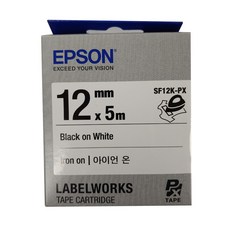 EPSON
EXCEED YOUR VISION
12 mm x 5m
SF12K-PX
Black on White
Iron on | 아이언 온
LABELWORKS
TAPE CARTRIDGE
PX
TAPE